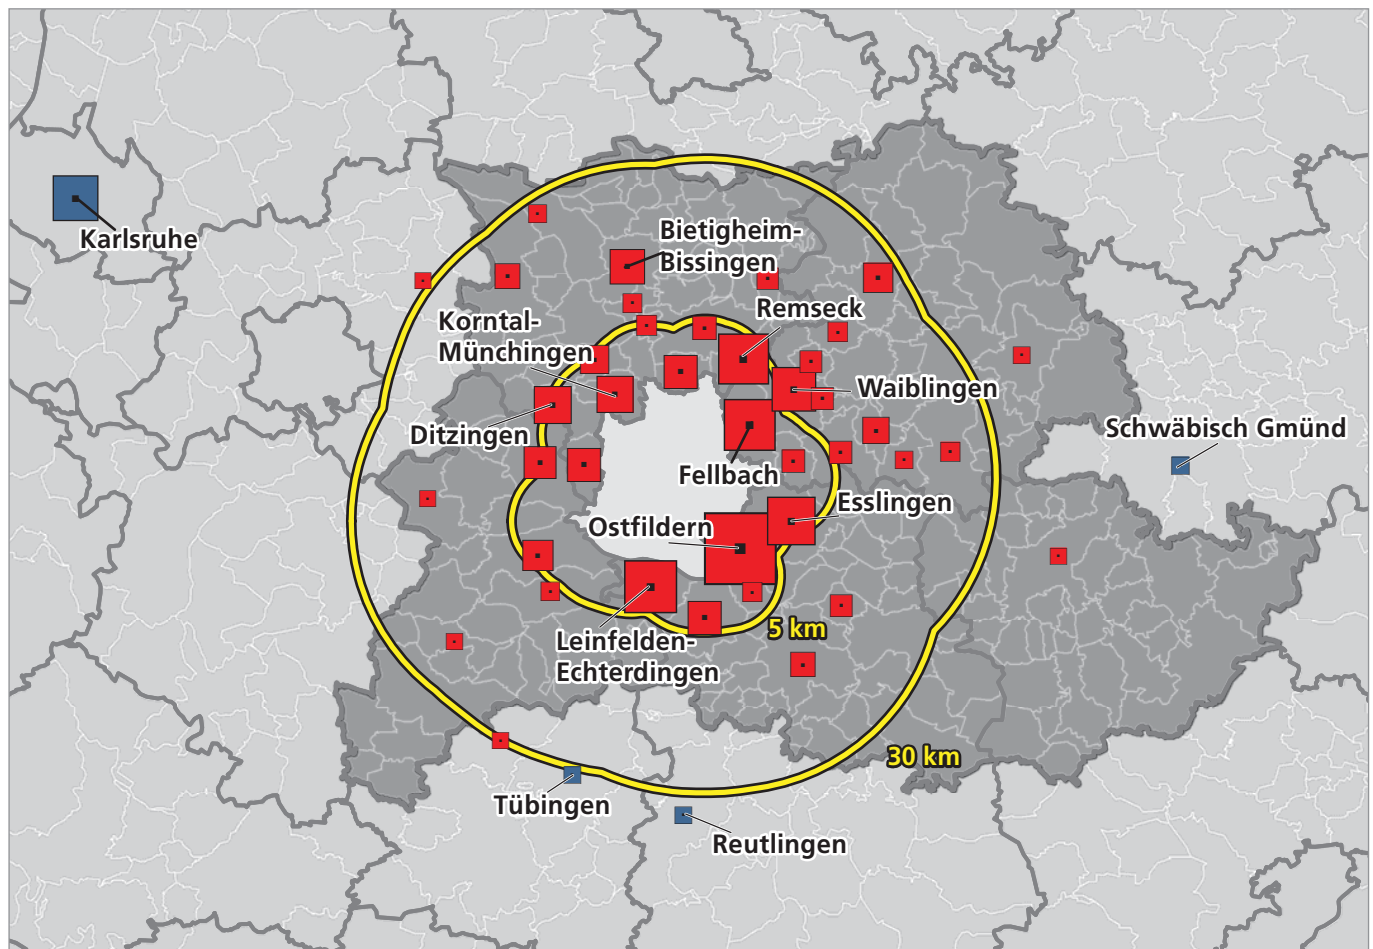 Karlsruhe
Bietigheim-
Bissingen
Remseck
Korntal-
Münchingen
Waiblingen
Ditzingen
Schwäbisch Gmünd
Fellbach
Esslingen
Ostfildern
5 km
Leinfelden-
Echterdingen
30 km
Tübingen
Reutlingen